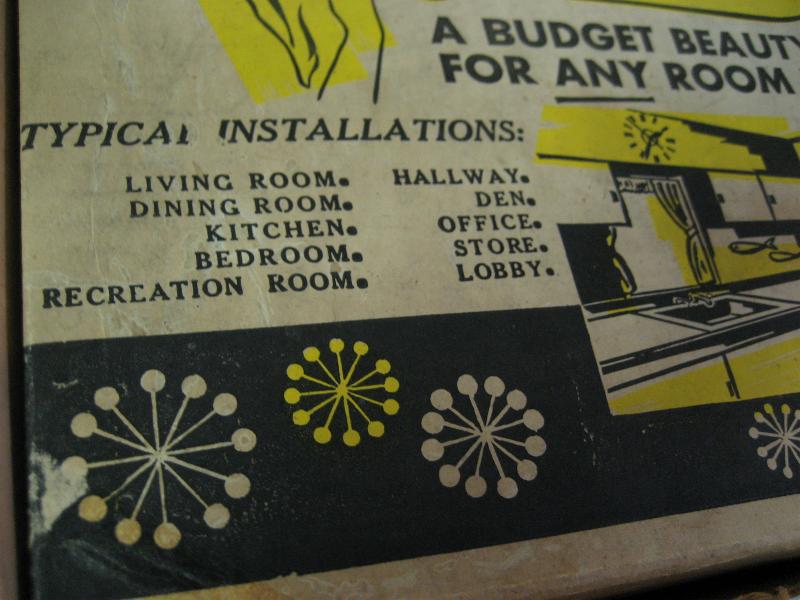 A BUDGET BEAUTY
FOR ANY ROOM
TYPICAL INSTALLATIONS:
LIVING ROOM.
DINING ROOM.
KITCHEN.
BEDROOM.
RECREATION ROOM.
HALLWAY.
DEN.
OFFICE.
STORE.
LOBBY.